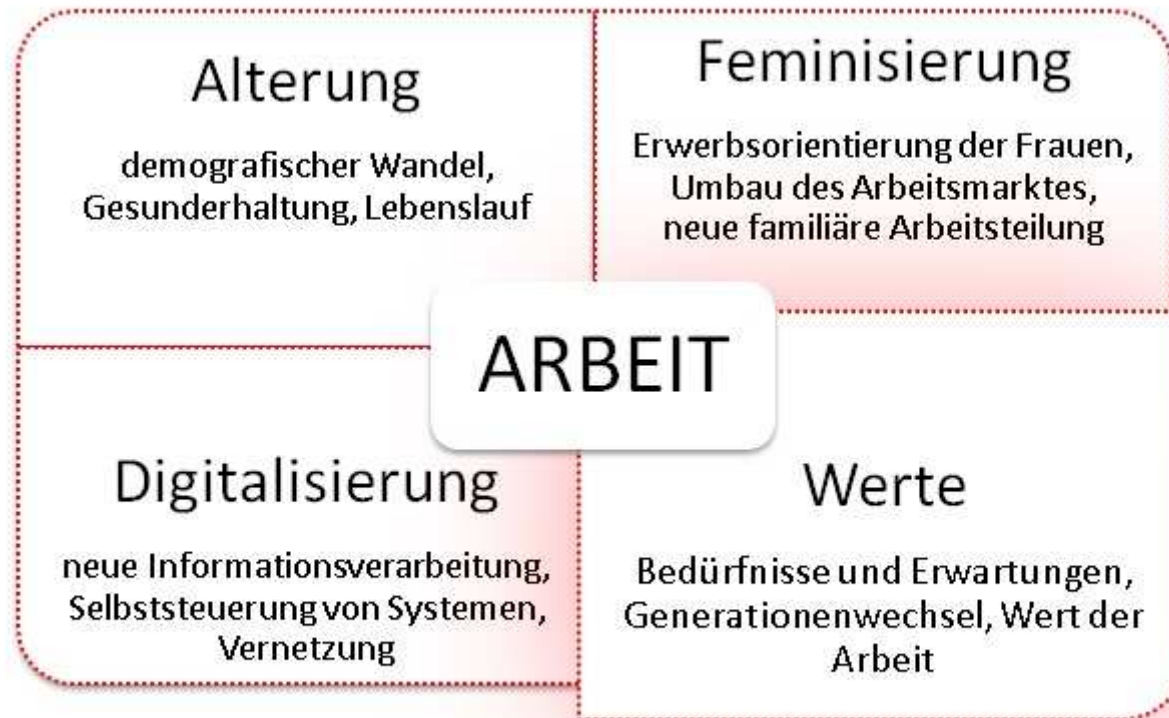 Alterung
demografischer Wandel,
Gesunderhaltung, Lebenslauf
Feminisierung
Erwerbsorientierung der Frauen,
Umbau des Arbeitsmarktes,
neue familiäre Arbeitsteilung
ARBEIT
Digitalisierung
neue Informationsverarbeitung,
Selbststeuerung von Systemen,
Vernetzung
Werte
Bedürfnisse und Erwartungen,
Generationenwechsel, Wert der
Arbeit